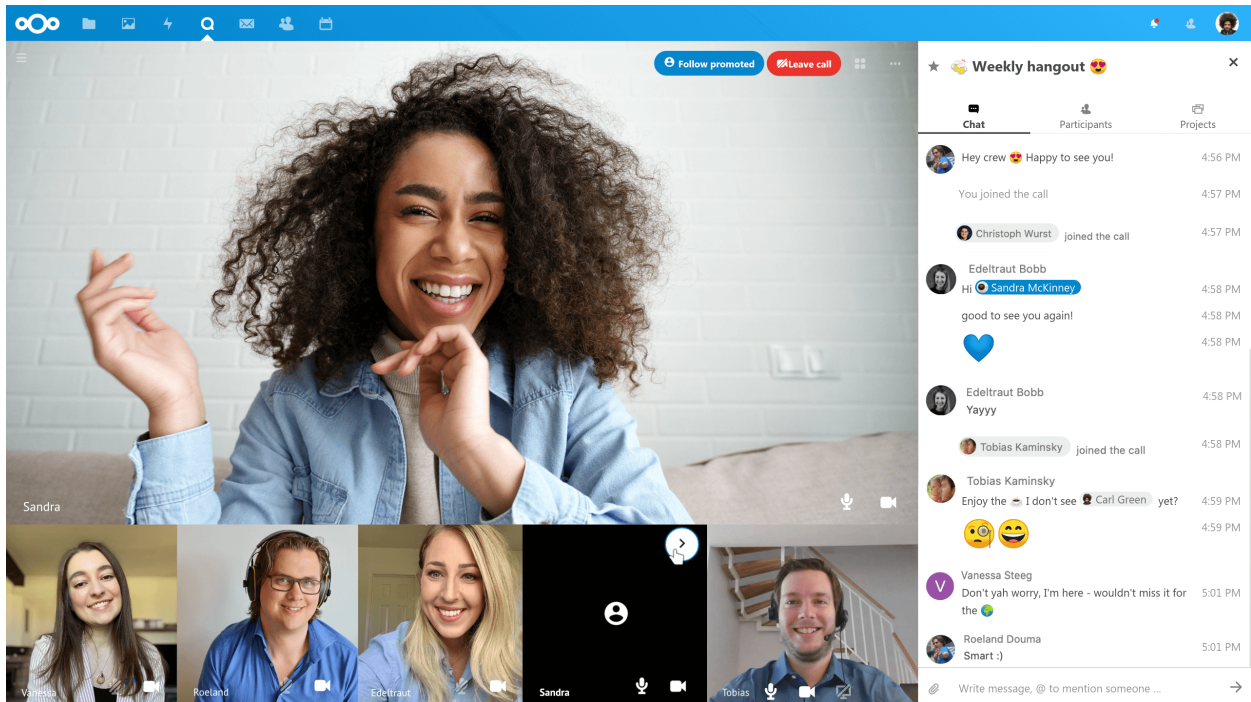 Follow promoted
Leave call
Sandra
Vanessa
Roeland
Edeltraut
Sandra
Tobias
🍻 Weekly hangout 😍
Chat
Participants
Projects
Hey crew 😍 Happy to see you! 4:56 PM
You joined the call 4:57 PM
Christoph Wurst joined the call 4:57 PM
Edeltraut Bobb
Hi Sandra McKinney 4:58 PM
good to see you again! 4:58 PM
💙 4:58 PM
Edeltraut Bobb 4:58 PM
Yayyy
Tobias Kaminsky joined the call 4:58 PM
Tobias Kaminsky
Enjoy the ☕ I don't see Carl Green yet? 4:59 PM
🧐😄 4:59 PM
V
Vanessa Steeg
Don't yah worry, I'm here - wouldn't miss it for 5:01 PM
the 🌍
Roeland Douma
Smart :) 5:01 PM
Write message, @ to mention someone ...